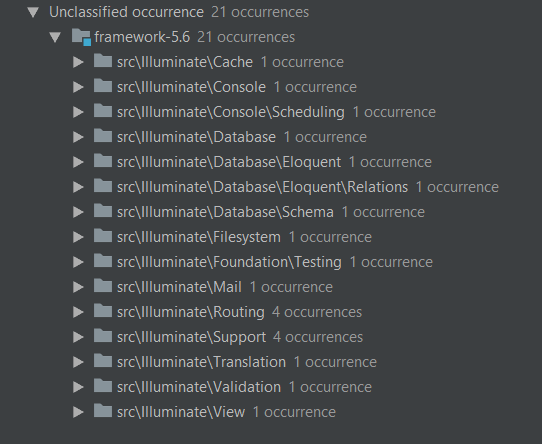 Unclassified occurrence 21 occurrences
framework-5.6 21 occurrences
src\Illuminate\Cache 1 occurrence
src\Illuminate\Console 1 occurrence
src\Illuminate\Console\Scheduling 1 occurrence
src\Illuminate\Database 1 occurrence
src\Illuminate\Database\Eloquent 1 occurrence
src\Illuminate\Database\Eloquent\Relations 1 occurrence
src\Illuminate\Database\Schema 1 occurrence
src\Illuminate\Filesystem 1 occurrence
src\Illuminate\Foundation\Testing 1 occurrence
src\Illuminate\Mail 1 occurrence
src\Illuminate\Routing 4 occurrences
src\Illuminate\Support 4 occurrences
src\Illuminate\Translation 1 occurrence
src\Illuminate\Validation 1 occurrence
src\Illuminate\View 1 occurrence